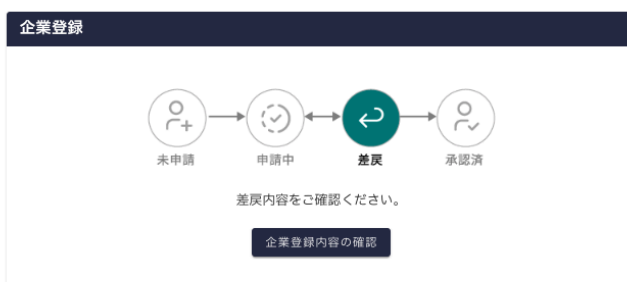 企業登録
未申請
申請中
差戻
承認済
差戻内容をご確認ください。
企業登録内容の確認